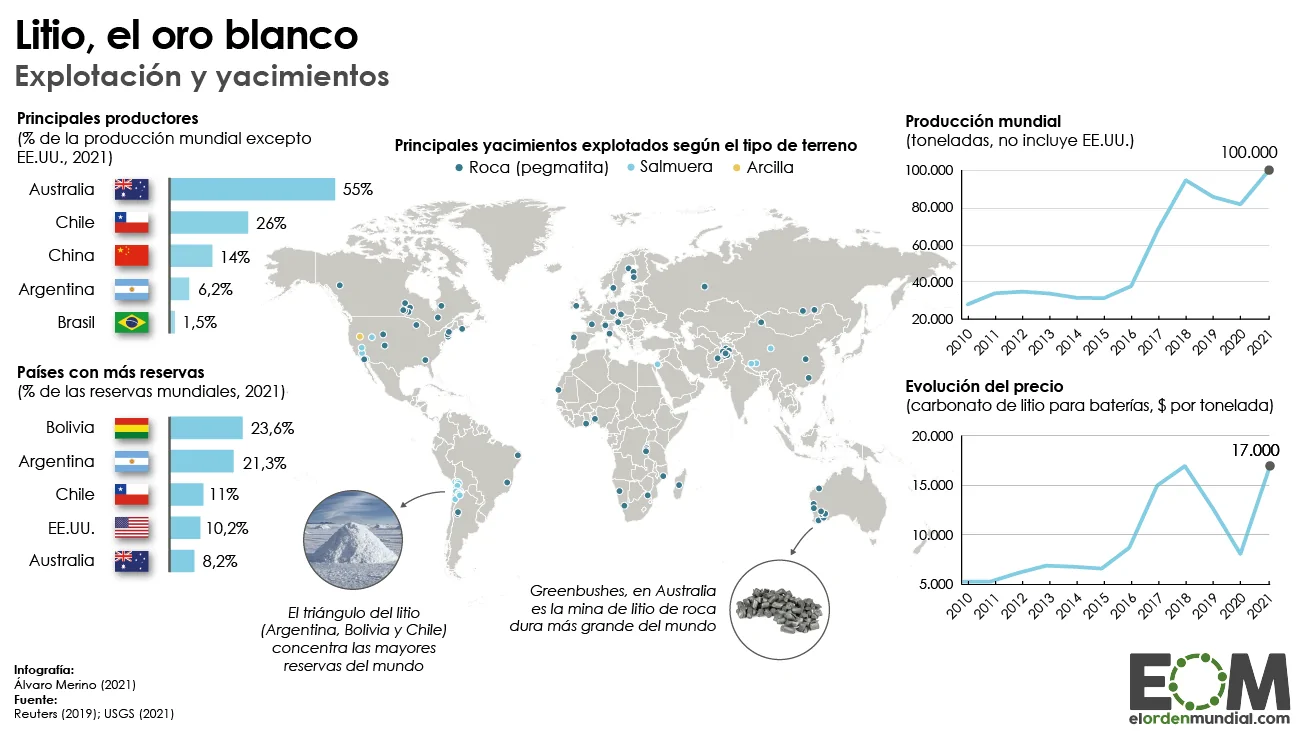 Litio, el oro blanco
Explotación y yacimientos
Principales productores
(% de la producción mundial excepto
EE.UU., 2021)
Australia 55%
Chile 26%
China 14%
Argentina 6,2%
Brasil 1,5%
Países con más reservas
(% de las reservas mundiales, 2021)
Bolivia 23,6%
Argentina 21,3%
Chile 11%
EE.UU. 10,2%
Australia 8,2%
Principales yacimientos explotados según el tipo de terreno
Roca (pegmatita) Salmuera Arcilla
El triángulo del litio
(Argentina, Bolivia y Chile)
concentra las mayores
reservas del mundo
Greenbushes, en Australia
es la mina de litio de roca
dura más grande del mundo
Producción mundial
(toneladas, no incluye EE.UU.)
100.000
100.000
80.000
60.000
40.000
20.000
2010 2011 2012 2013 2014 2015 2016 2017 2018 2019 2020 2021
Evolución del precio
(carbonato de litio para baterías, $ por tonelada)
20.000
17.000
15.000
10.000
5.000
2010 2011 2012 2013 2014 2015 2016 2017 2018 2019 2020 2021
Infografía:
Álvaro Merino (2021)
Fuente:
Reuters (2019); USGS (2021)
EOM
elordenmundial.com